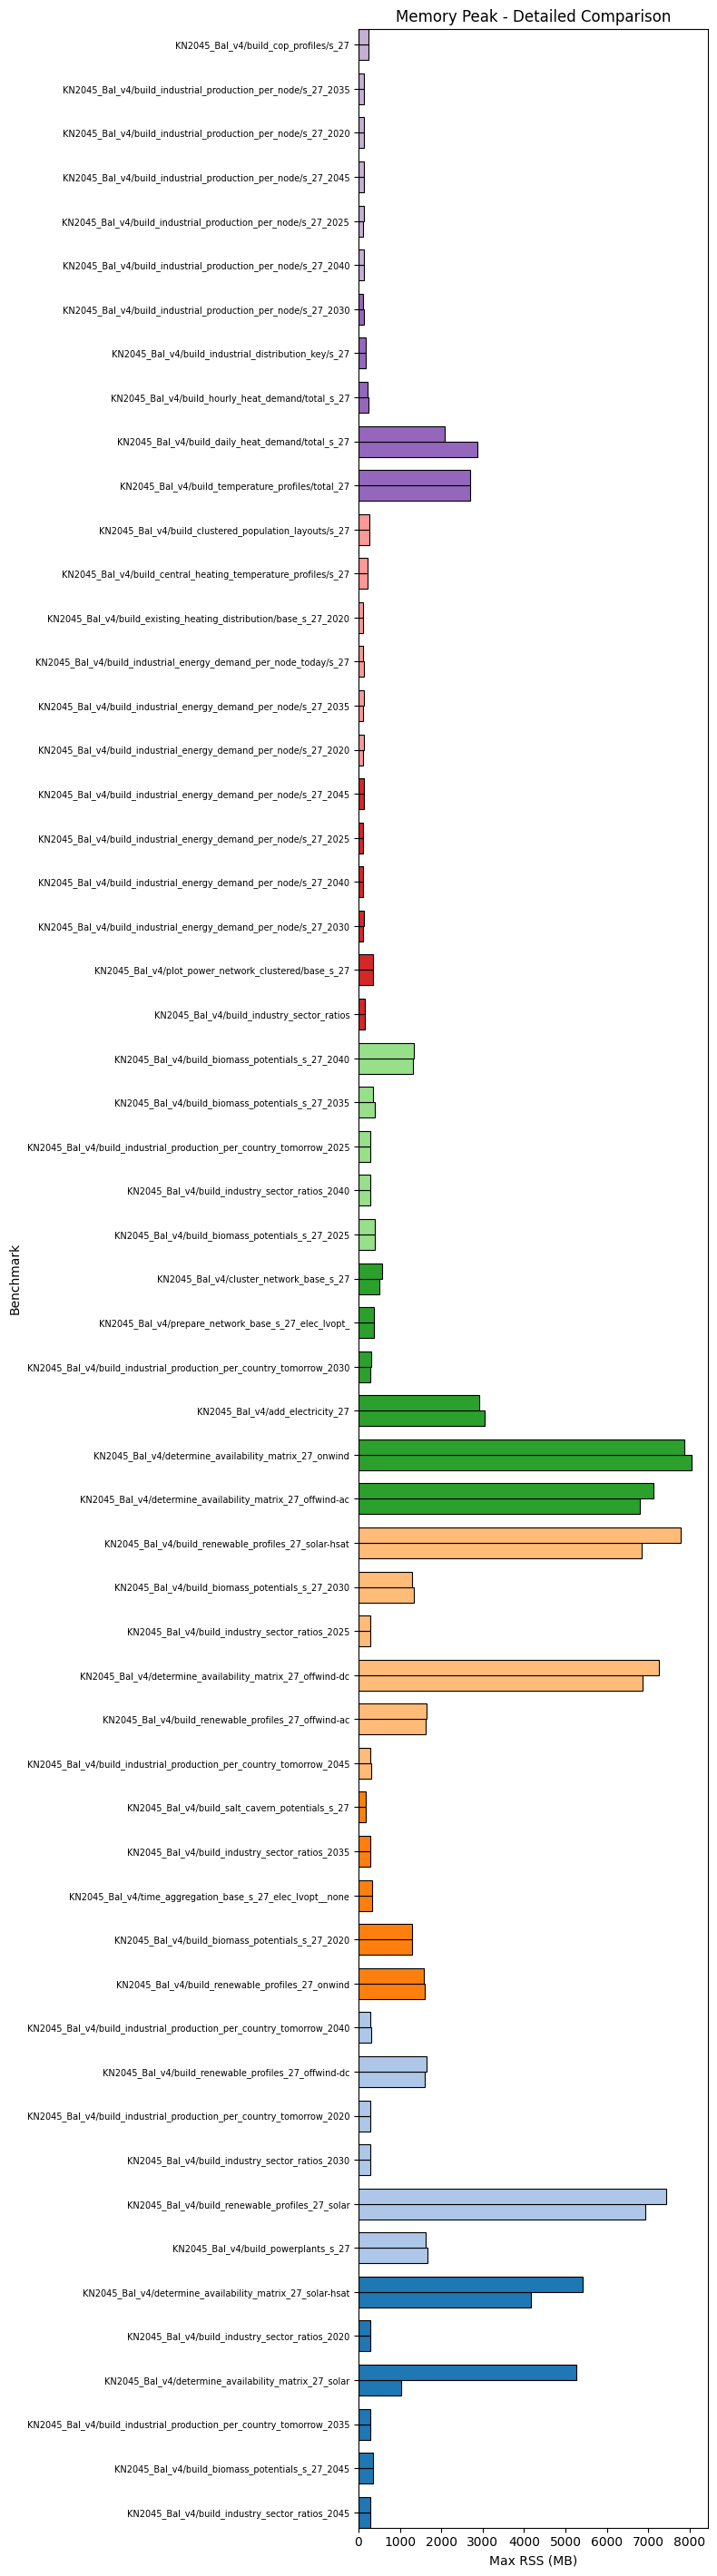 Memory Peak - Detailed Comparison
KN2045_Bal_v4/build_cop_profiles/s_27
KN2045_Bal_v4/build_industrial_production_per_node/s_27_2035
KN2045_Bal_v4/build_industrial_production_per_node/s_27_2020
KN2045_Bal_v4/build_industrial_production_per_node/s_27_2045
KN2045_Bal_v4/build_industrial_production_per_node/s_27_2025
KN2045_Bal_v4/build_industrial_production_per_node/s_27_2040
KN2045_Bal_v4/build_industrial_production_per_node/s_27_2030
KN2045_Bal_v4/build_industrial_distribution_key/s_27
KN2045_Bal_v4/build_hourly_heat_demand/total_s_27
KN2045_Bal_v4/build_daily_heat_demand/total_s_27
KN2045_Bal_v4/build_temperature_profiles/total_27
KN2045_Bal_v4/build_clustered_population_layouts/s_27
KN2045_Bal_v4/build_central_heating_temperature_profiles/s_27
KN2045_Bal_v4/build_existing_heating_distribution/base_s_27_2020
KN2045_Bal_v4/build_industrial_energy_demand_per_node_today/s_27
KN2045_Bal_v4/build_industrial_energy_demand_per_node/s_27_2035
KN2045_Bal_v4/build_industrial_energy_demand_per_node/s_27_2020
KN2045_Bal_v4/build_industrial_energy_demand_per_node/s_27_2045
KN2045_Bal_v4/build_industrial_energy_demand_per_node/s_27_2025
KN2045_Bal_v4/build_industrial_energy_demand_per_node/s_27_2040
KN2045_Bal_v4/build_industrial_energy_demand_per_node/s_27_2030
KN2045_Bal_v4/plot_power_network_clustered/base_s_27
KN2045_Bal_v4/build_industry_sector_ratios
KN2045_Bal_v4/build_biomass_potentials_s_27_2040
KN2045_Bal_v4/build_biomass_potentials_s_27_2035
KN2045_Bal_v4/build_industrial_production_per_country_tomorrow_2025
KN2045_Bal_v4/build_industry_sector_ratios_2040
KN2045_Bal_v4/build_biomass_potentials_s_27_2025
KN2045_Bal_v4/cluster_network_base_s_27
KN2045_Bal_v4/prepare_network_base_s_27_elec_lvopt_
KN2045_Bal_v4/build_industrial_production_per_country_tomorrow_2030
KN2045_Bal_v4/add_electricity_27
KN2045_Bal_v4/determine_availability_matrix_27_onwind
KN2045_Bal_v4/determine_availability_matrix_27_offwind-ac
KN2045_Bal_v4/build_renewable_profiles_27_solar-hsat
KN2045_Bal_v4/build_biomass_potentials_s_27_2030
KN2045_Bal_v4/build_industry_sector_ratios_2025
KN2045_Bal_v4/determine_availability_matrix_27_offwind-dc
KN2045_Bal_v4/build_renewable_profiles_27_offwind-ac
KN2045_Bal_v4/build_industrial_production_per_country_tomorrow_2045
KN2045_Bal_v4/build_salt_cavern_potentials_s_27
KN2045_Bal_v4/build_industry_sector_ratios_2035
KN2045_Bal_v4/time_aggregation_base_s_27_elec_lvopt__none
KN2045_Bal_v4/build_biomass_potentials_s_27_2020
KN2045_Bal_v4/build_renewable_profiles_27_onwind
KN2045_Bal_v4/build_industrial_production_per_country_tomorrow_2040
KN2045_Bal_v4/build_renewable_profiles_27_offwind-dc
KN2045_Bal_v4/build_industrial_production_per_country_tomorrow_2020
KN2045_Bal_v4/build_industry_sector_ratios_2030
KN2045_Bal_v4/build_renewable_profiles_27_solar
KN2045_Bal_v4/build_powerplants_s_27
KN2045_Bal_v4/determine_availability_matrix_27_solar-hsat
KN2045_Bal_v4/build_industry_sector_ratios_2020
KN2045_Bal_v4/determine_availability_matrix_27_solar
KN2045_Bal_v4/build_industrial_production_per_country_tomorrow_2035
KN2045_Bal_v4/build_biomass_potentials_s_27_2045
KN2045_Bal_v4/build_industry_sector_ratios_2045
Benchmark
0 1000 2000 3000 4000 5000 6000 7000 8000
Max RSS (MB)